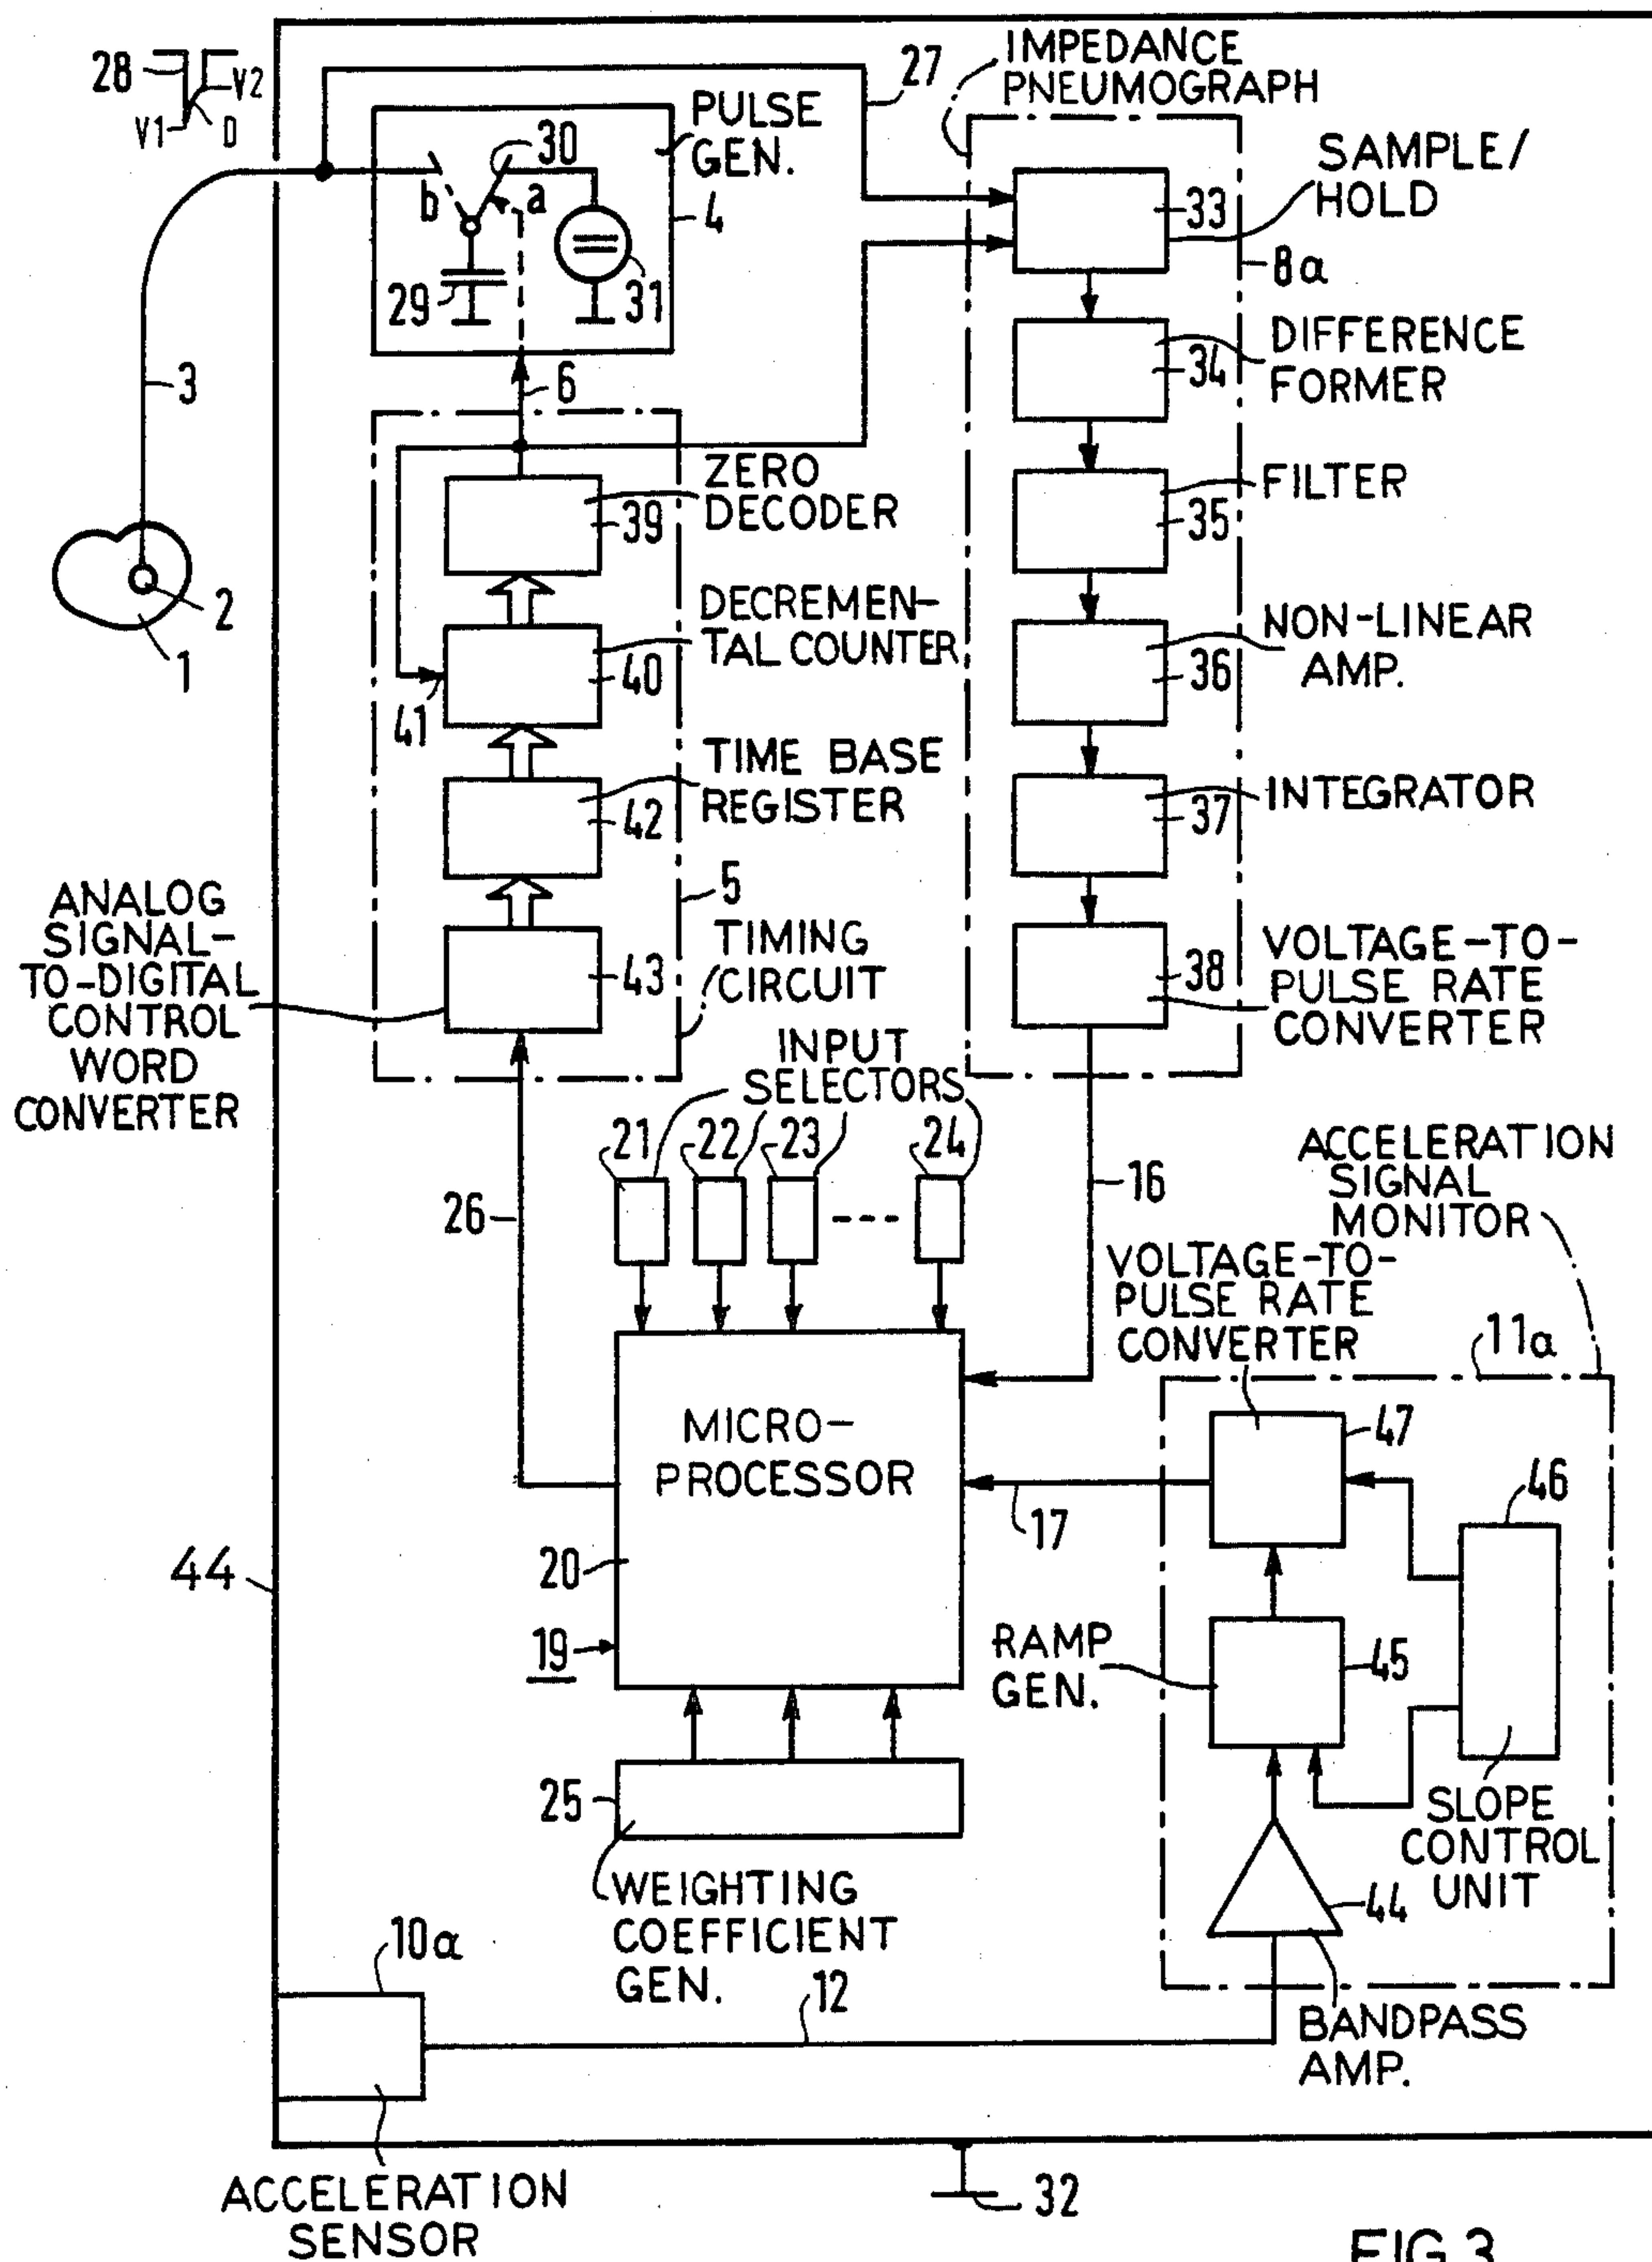 28
V1
D
V2
3
2
1
PULSE
GEN.
30
b
a
4
29
31
6
27
IMPEDANCE
PNEUMOGRAPH
SAMPLE/
HOLD
33
8a
DIFFERENCE
34
FORMER
FILTER
35
NON-LINEAR
AMP.
36
INTEGRATOR
37
VOLTAGE-TO-
PULSE RATE
CONVERTER
38
ZERO
DECODER
39
DECREMEN-
TAL COUNTER
40
41
TIME BASE
REGISTER
42
5
TIMING
CIRCUIT
43
ANALOG
SIGNAL-
TO-DIGITAL
CONTROL
WORD
CONVERTER
INPUT
SELECTORS
21
22
23
24
26
16
ACCELERATION
SIGNAL
MONITOR
VOLTAGE-TO-
PULSE RATE
CONVERTER
11a
47
46
17
MICRO-
PROCESSOR
20
19
44
RAMP
GEN.
45
SLOPE
CONTROL
UNIT
44
25
WEIGHTING
COEFFICIENT
GEN.
10a
12
BANDPASS
AMP.
ACCELERATION
SENSOR
32
FIG 3